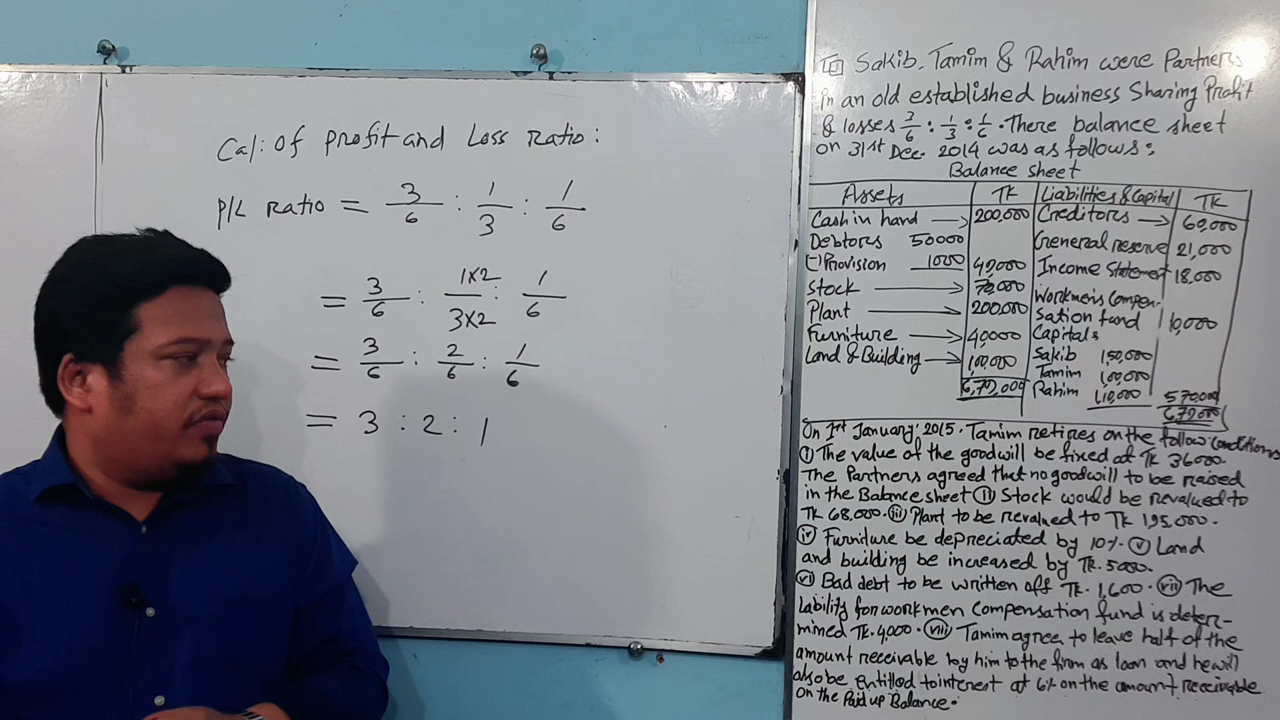 Cal: Of profit and Loss Ratio:
P/L Ratio = 3/6 : 1/3 : 1/6
= 3/6 : 1x2/3x2 : 1/6
= 3/6 : 2/6 : 1/6
= 3 : 2 : 1
Sakib, Tamim & Rahim were Partners
in an old established business Sharing Profit
& losses 3/6 : 1/3 : 1/6 . There balance sheet
on 31st Dec. 2014 was as follows:
Balance sheet
Assets TK Liabilities & Capital TK
Cash in hand → 200,000 Creditors → 60,000
Debtors 50000 General reserve 21,000
(-) Provision 1000 49,000 Income Statement 18,000
Stock → 70,000 Workmen's Compen-
Plant → 200,000 sation fund 10,000
Furniture → 40,000 Capitals
Land & Building → 100,000 Sakib 150,000
Tamim 100,000
6,79,000 Rahim 1,10,000 570,000
679,000
On 1st January' 2015. Tamim retires on the follow conditions
(i) The value of the goodwill be fixed at TK 36000.
The Partners agreed that no goodwill to be raised
in the Balance sheet (ii) Stock would be revalued to
TK 68,000. (iii) Plant to be revalued to TK 195,000.
(iv) Furniture be depreciated by 10%. (v) Land
and building be increased by TK. 5000.
(vi) Bad debt to be written off TK. 1,600. (vii) The
Liability for workmen Compensation fund is deter-
mined TK. 4,000. (viii) Tamim agree to leave half of the
amount receivable by him to the firm as loan and he will
also be entitled to interest at 6% on the amount receivable
on the Paid up Balance.